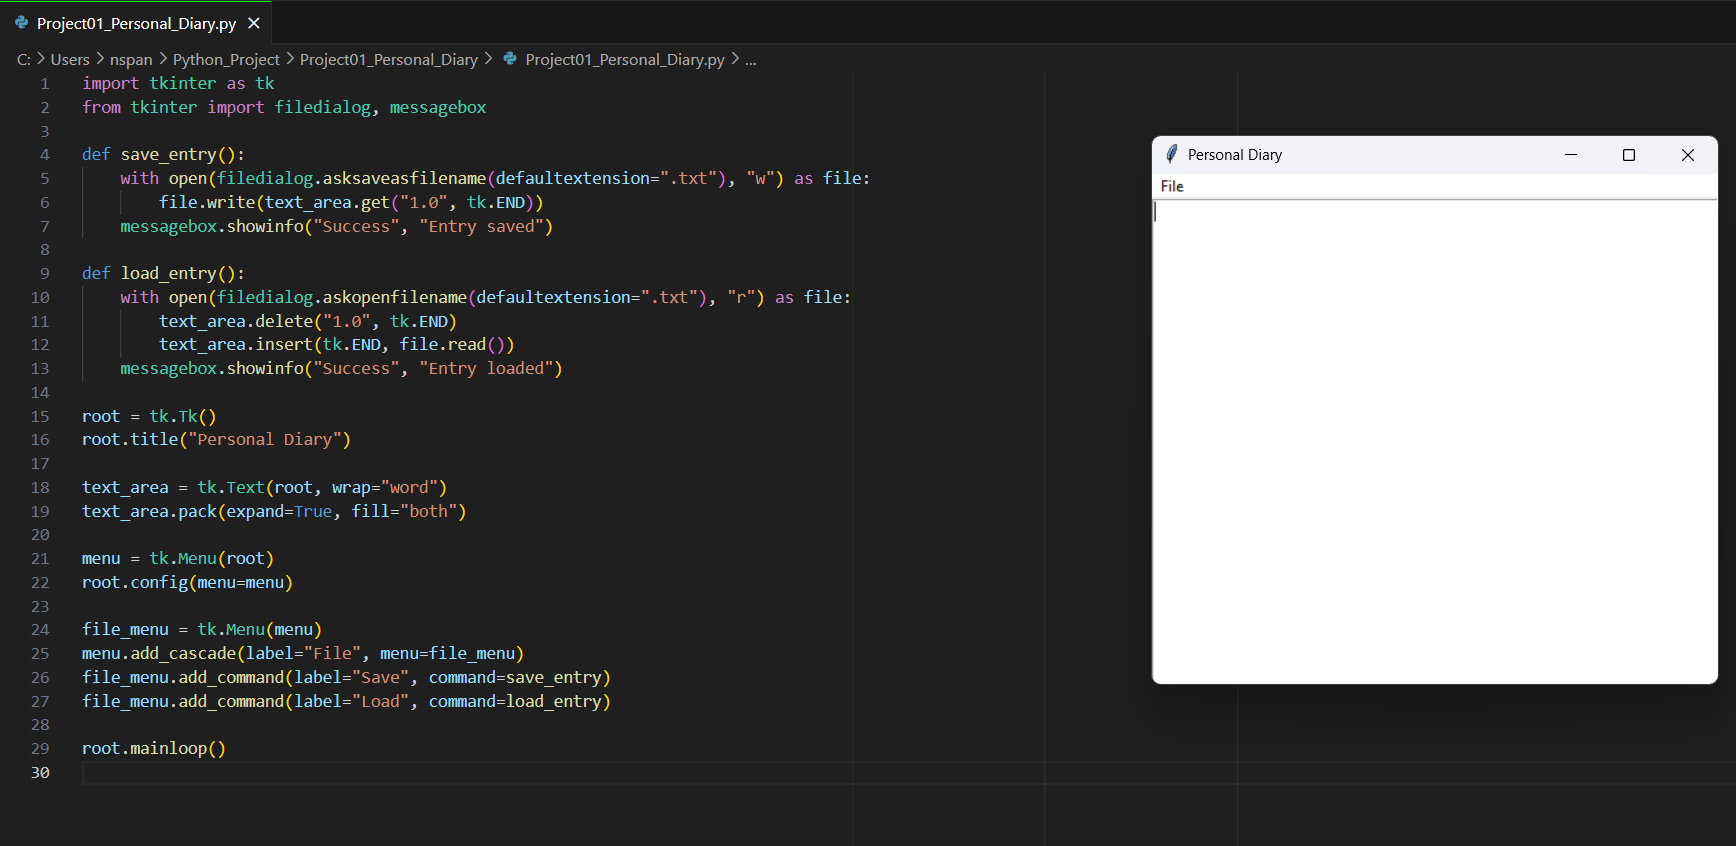 Project01_Personal_Diary.py
C: > Users > nspan > Python_Project > Project01_Personal_Diary > Project01_Personal_Diary.py > ...
1 import tkinter as tk
2 from tkinter import filedialog, messagebox
3
4 def save_entry():
5     with open(filedialog.asksaveasfilename(defaultextension=".txt"), "w") as file:
6         file.write(text_area.get("1.0", tk.END))
7     messagebox.showinfo("Success", "Entry saved")
8
9 def load_entry():
10     with open(filedialog.askopenfilename(defaultextension=".txt"), "r") as file:
11         text_area.delete("1.0", tk.END)
12         text_area.insert(tk.END, file.read())
13     messagebox.showinfo("Success", "Entry loaded")
14
15 root = tk.Tk()
16 root.title("Personal Diary")
17
18 text_area = tk.Text(root, wrap="word")
19 text_area.pack(expand=True, fill="both")
20
21 menu = tk.Menu(root)
22 root.config(menu=menu)
23
24 file_menu = tk.Menu(menu)
25 menu.add_cascade(label="File", menu=file_menu)
26 file_menu.add_command(label="Save", command=save_entry)
27 file_menu.add_command(label="Load", command=load_entry)
28
29 root.mainloop()
30
Personal Diary
File